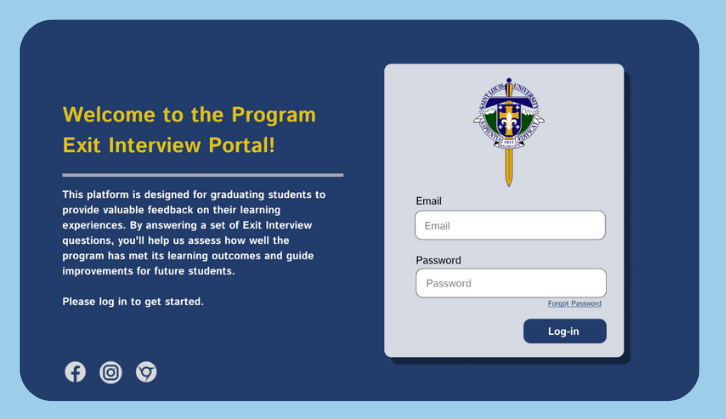 Welcome to the Program
Exit Interview Portal!
This platform is designed for graduating students to
provide valuable feedback on their learning
experiences. By answering a set of Exit Interview
questions, you'll help us assess how well the
program has met its learning outcomes and guide
improvements for future students.
Please log in to get started.
SAINT LOUIS UNIVERSITY
SAPIENTIA AEDIFICAT
1911
Email
Email
Password
Password
Forgot Password
Log-in